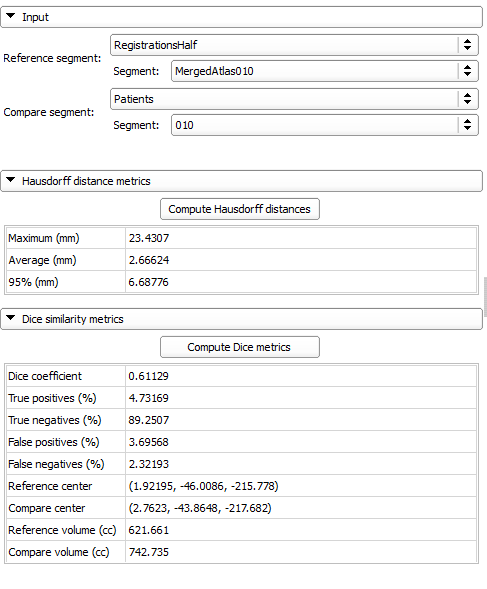 Input
Reference segment:
RegistrationsHalf
Segment: MergedAtlas010
Compare segment:
Patients
Segment: 010
Hausdorff distance metrics
Compute Hausdorff distances
Maximum (mm) 23.4307
Average (mm) 2.66624
95% (mm) 6.68776
Dice similarity metrics
Compute Dice metrics
Dice coefficient 0.61129
True positives (%) 4.73169
True negatives (%) 89.2507
False positives (%) 3.69568
False negatives (%) 2.32193
Reference center (1.92195, -46.0086, -215.778)
Compare center (2.7623, -43.8648, -217.682)
Reference volume (cc) 621.661
Compare volume (cc) 742.735